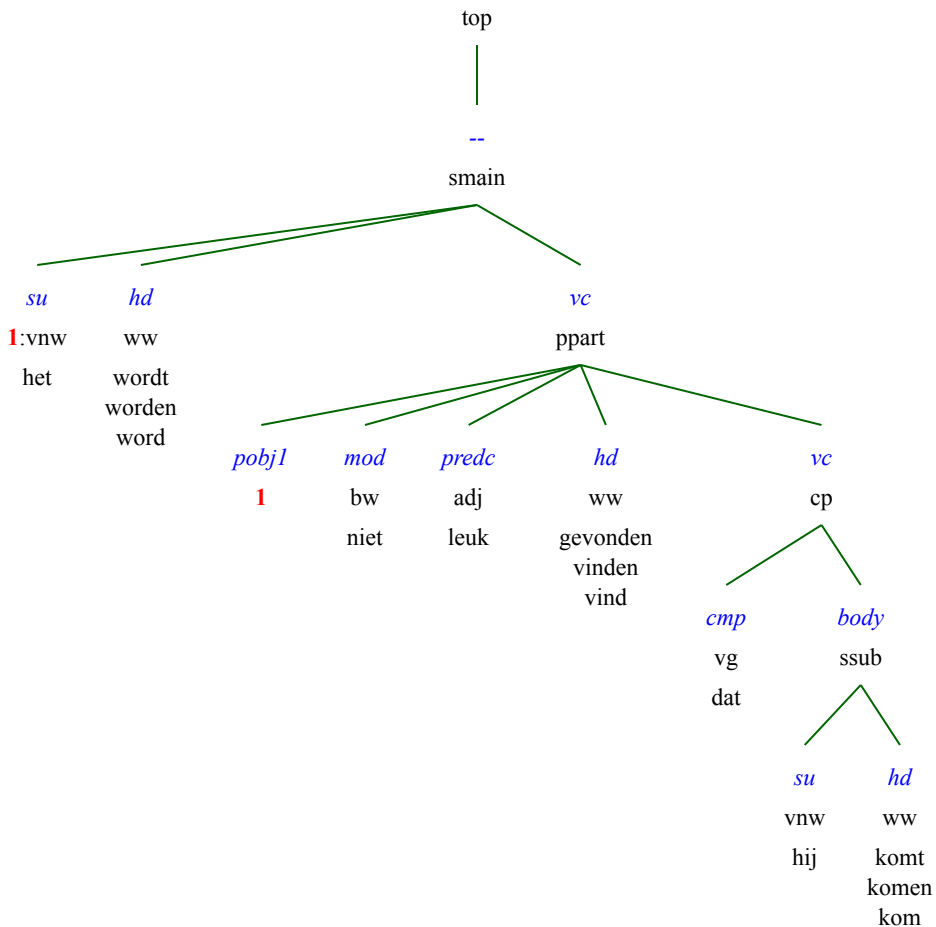 top
--
smain
su hd vc
1:vnw ww ppart
het wordt
worden
word
pobj1 mod predc hd vc
1 bw adj ww cp
niet leuk gevonden
vinden
vind
cmp body
vg ssub
dat
su hd
vnw ww
hij komt
komen
kom